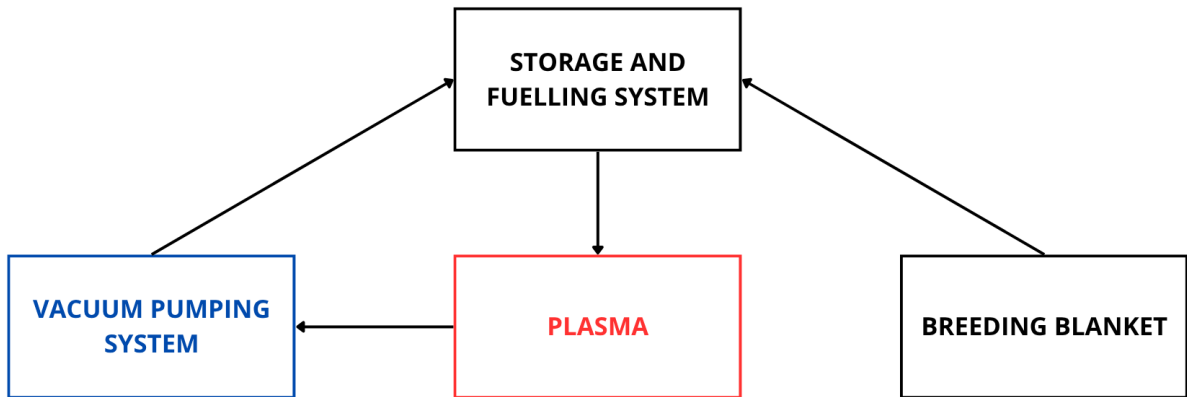 STORAGE AND
FUELLING SYSTEM
VACUUM PUMPING
SYSTEM
PLASMA
BREEDING BLANKET